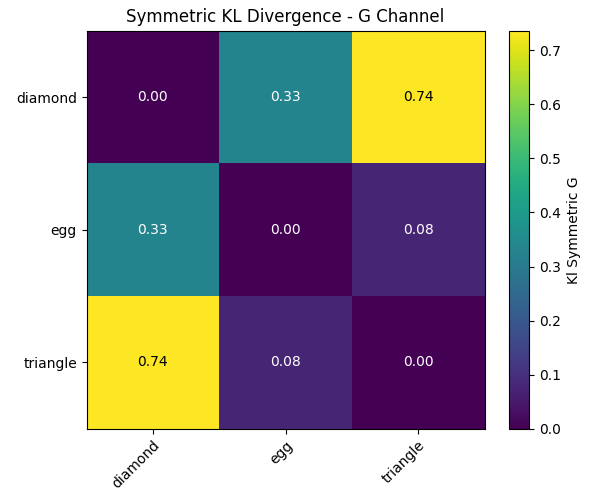 Symmetric KL Divergence - G Channel
diamond
0.00
0.33
0.74
egg
0.33
0.00
0.08
triangle
0.74
0.08
0.00
diamond
egg
triangle
0.7
0.6
0.5
0.4
0.3
0.2
0.1
0.0
Kl Symmetric G